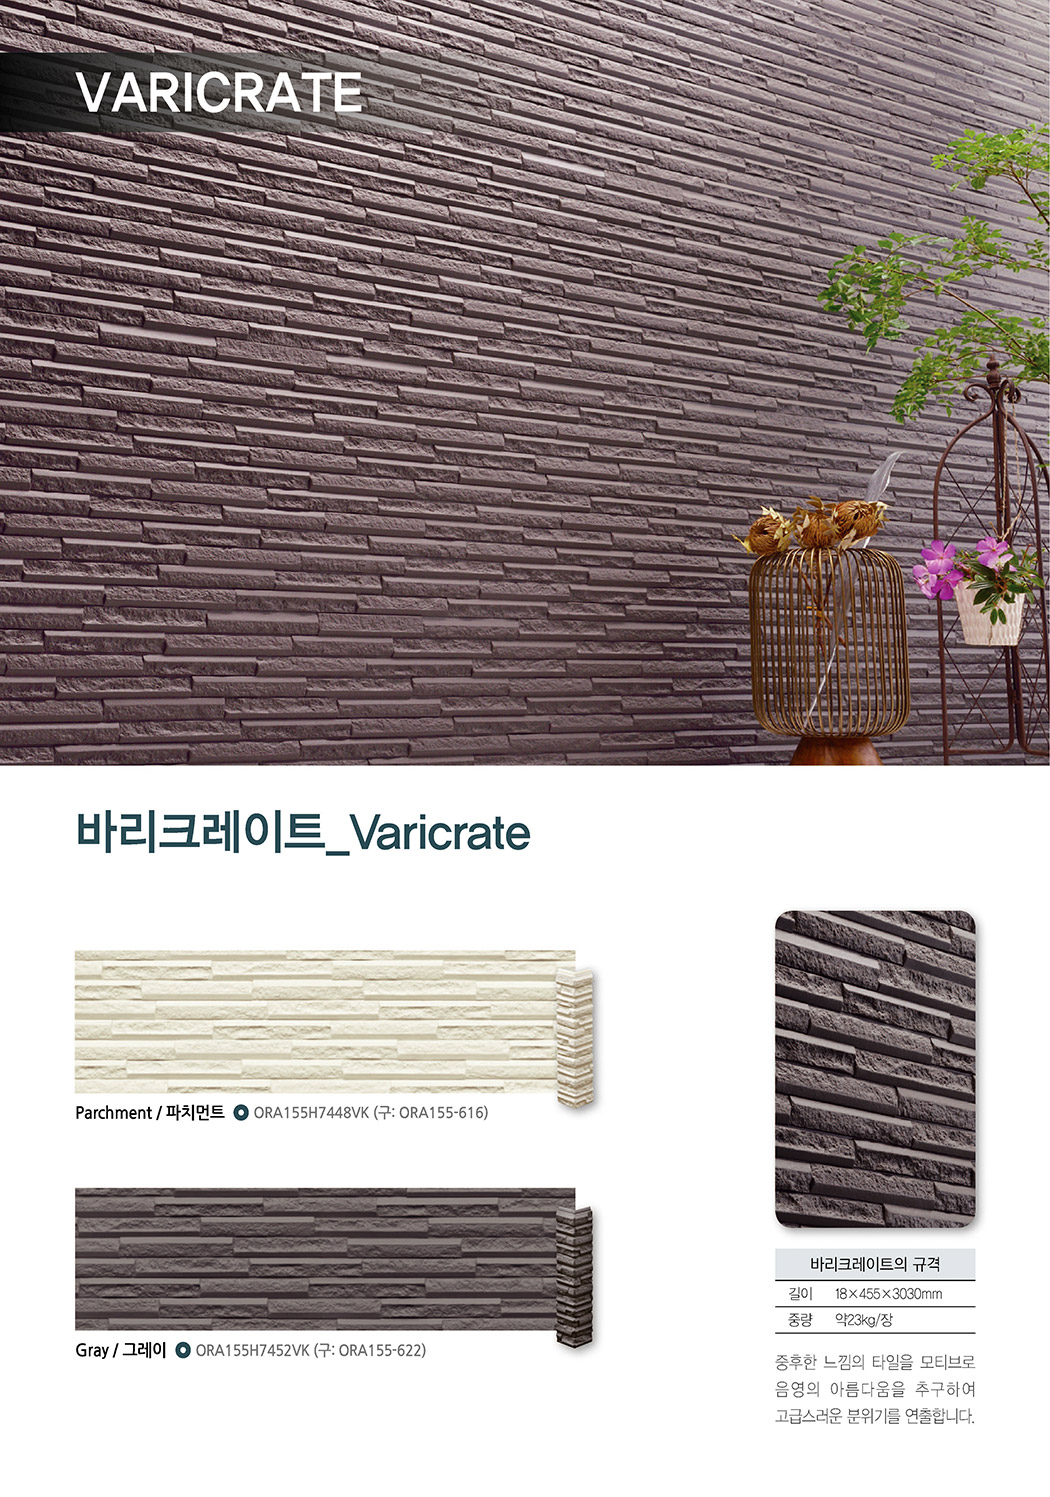 VARICRATE
바리크레이트_Varicrate
Parchment / 파치먼트 ORA155H7448VK (구: ORA155-616)
Gray / 그레이 ORA155H7452VK (구: ORA155-622)
바리크레이트의 규격
길이 18×455×3030mm
중량 약23kg/장
중후한 느낌의 타일을 모티브로
음영의 아름다움을 추구하여
고급스러운 분위기를 연출합니다.